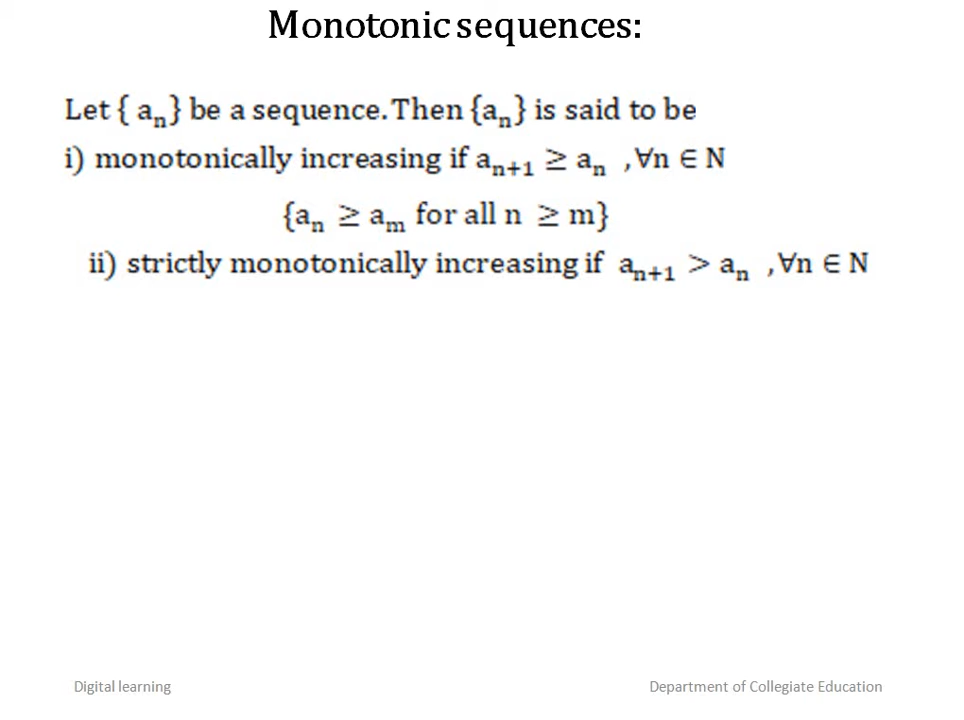 Monotonic sequences:
Let { aₙ} be a sequence.Then {aₙ} is said to be
i) monotonically increasing if aₙ₊₁ ≥ aₙ ,∀n ∈ N
{aₙ ≥ aₘ for all n ≥ m}
ii) strictly monotonically increasing if aₙ₊₁ > aₙ ,∀n ∈ N
Digital learning
Department of Collegiate Education